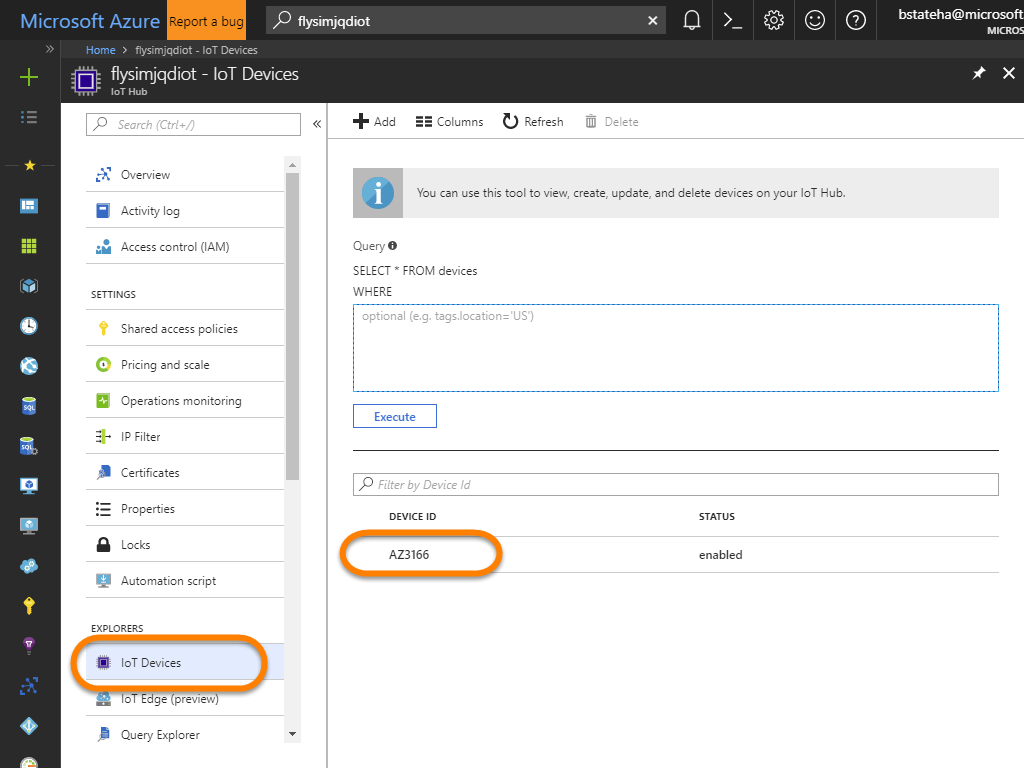 Microsoft Azure
Report a bug
flysimjqdiot
bstateha@microsoft
MICROS
Home > flysimjqdiot - IoT Devices
flysimjqdiot - IoT Devices
IoT Hub
Search (Ctrl+/)
Overview
Activity log
Access control (IAM)
SETTINGS
Shared access policies
Pricing and scale
Operations monitoring
IP Filter
Certificates
Properties
Locks
Automation script
EXPLORERS
IoT Devices
IoT Edge (preview)
Query Explorer
Add Columns Refresh Delete
You can use this tool to view, create, update, and delete devices on your IoT Hub.
Query
SELECT * FROM devices
WHERE
optional (e.g. tags.location='US')
Execute
Filter by Device Id
DEVICE ID STATUS
AZ3166 enabled
SQL
SQL